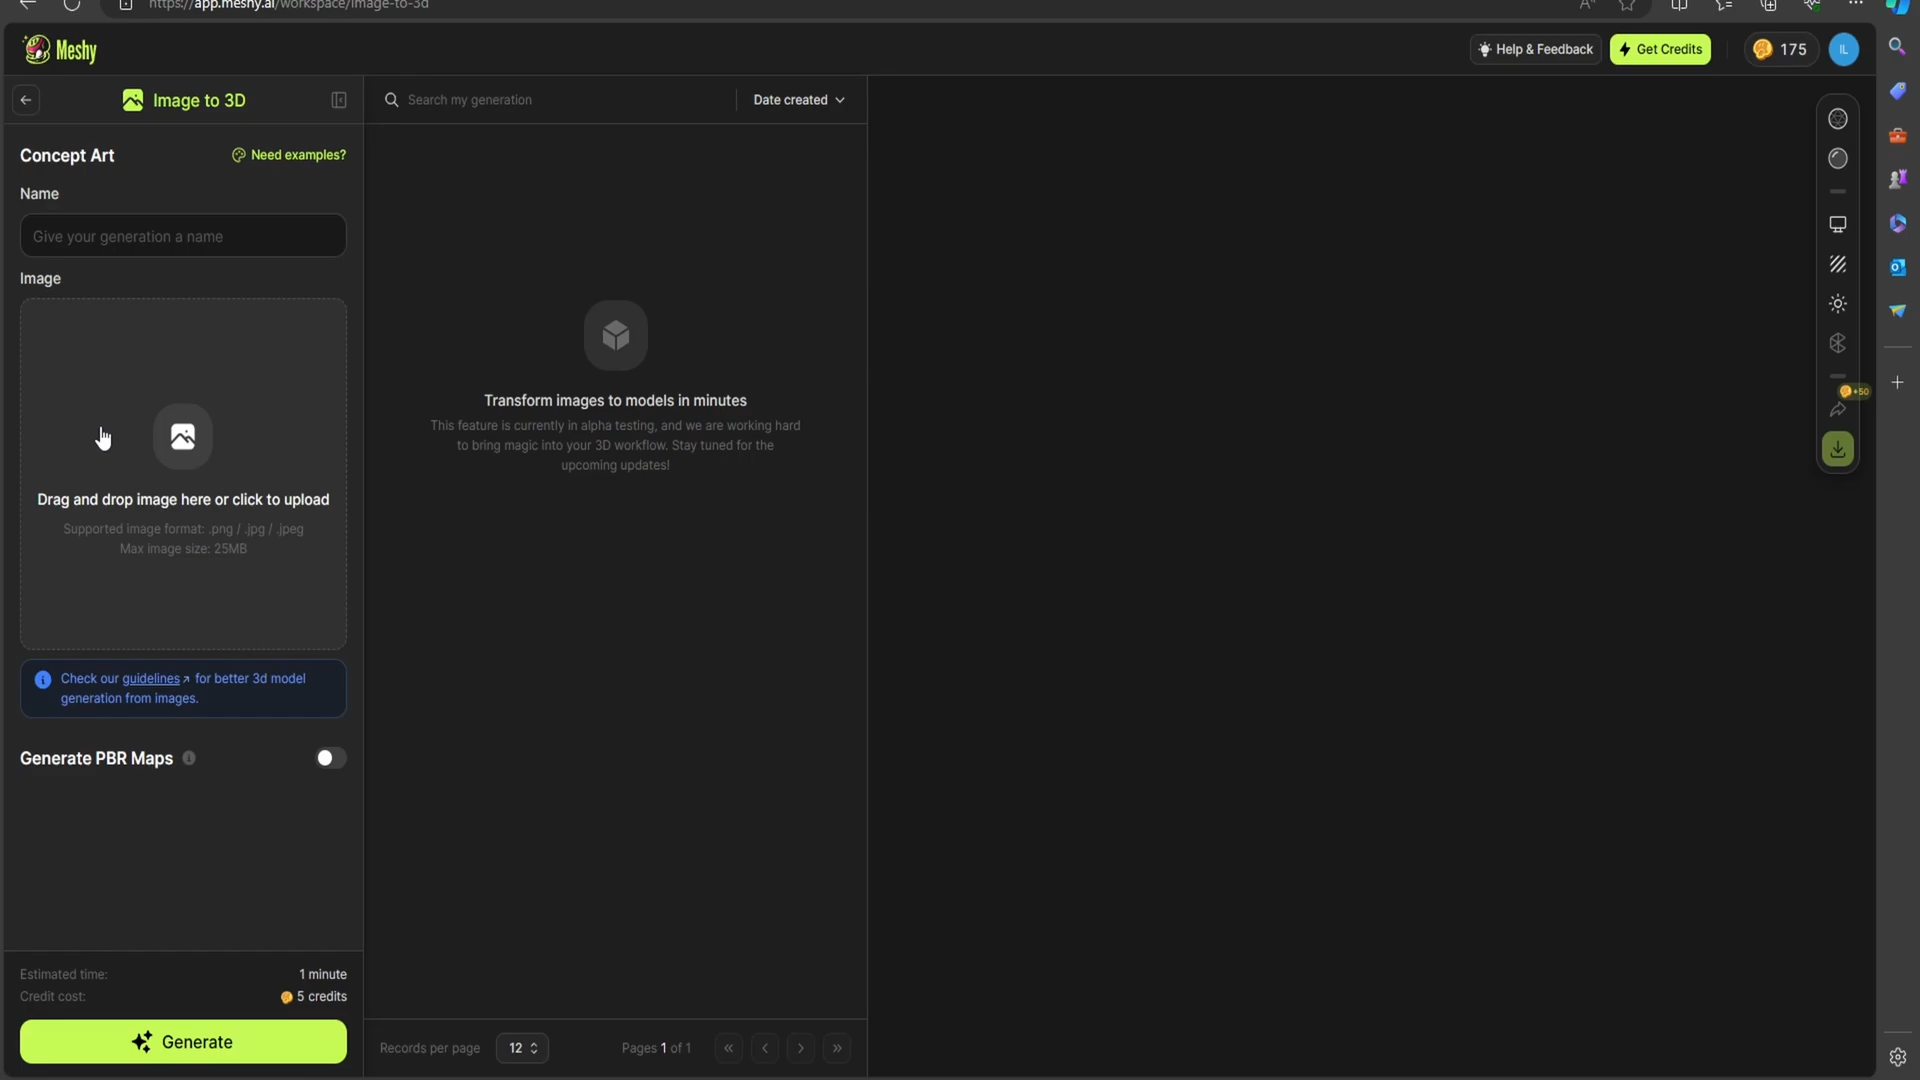 https://app.meshy.ai/workspace/image-to-3d
Meshy
Help & Feedback
Get Credits
175
IL
Image to 3D
Search my generation
Date created
Concept Art
Need examples?
Name
Give your generation a name
Image
Drag and drop image here or click to upload
Supported image format: .png / .jpg / .jpeg
Max image size: 25MB
Check our guidelines for better 3d model
generation from images.
Generate PBR Maps
Estimated time:
1 minute
Credit cost:
5 credits
Generate
Transform images to models in minutes
This feature is currently in alpha testing, and we are working hard
to bring magic into your 3D workflow. Stay tuned for the
upcoming updates!
Records per page
12
Pages 1 of 1
+50